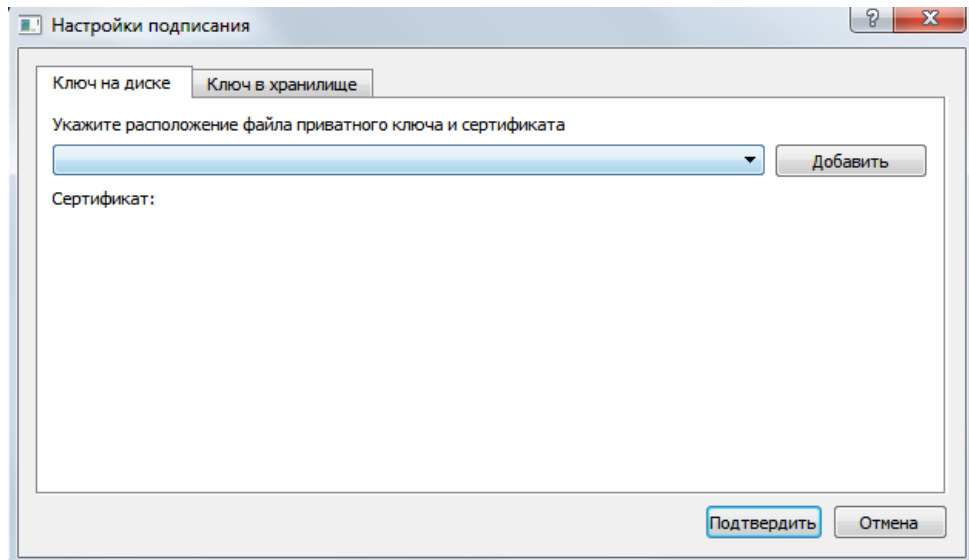 Настройки подписания
Ключ на диске
Ключ в хранилище
Укажите расположение файла приватного ключа и сертификата
Добавить
Сертификат:
Подтвердить
Отмена